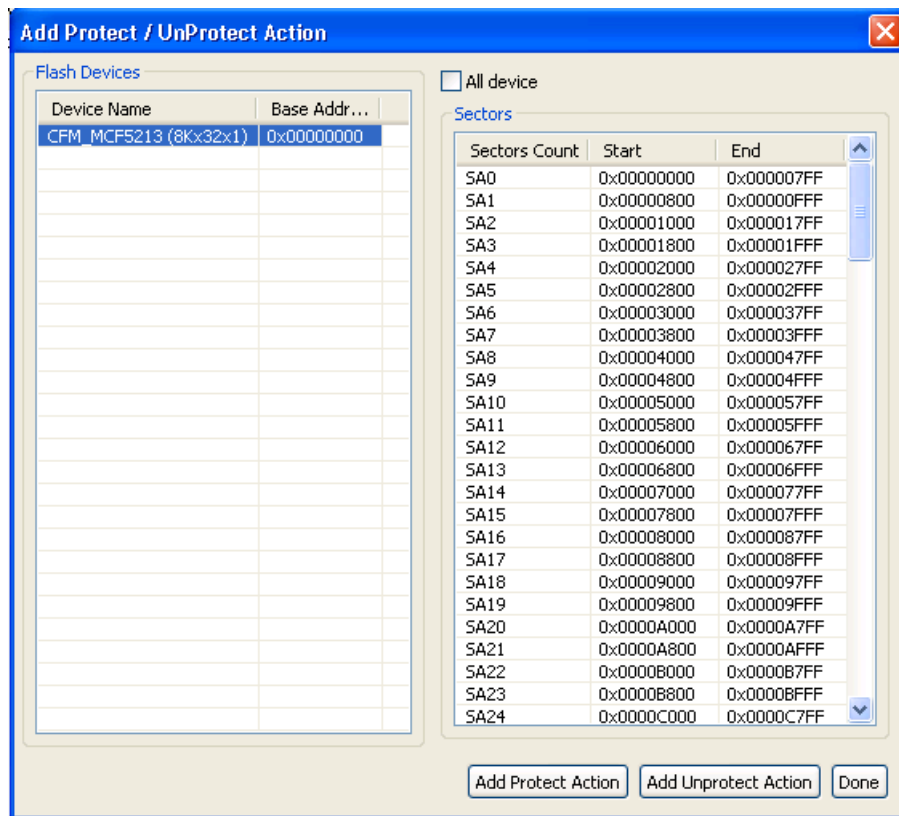 Add Protect / UnProtect Action
Flash Devices
Device Name Base Addr...
CFM_MCF5213 (8Kx32x1) 0x00000000
All device
Sectors
Sectors Count Start End
SA0 0x00000000 0x000007FF
SA1 0x00000800 0x00000FFF
SA2 0x00001000 0x000017FF
SA3 0x00001800 0x00001FFF
SA4 0x00002000 0x000027FF
SA5 0x00002800 0x00002FFF
SA6 0x00003000 0x000037FF
SA7 0x00003800 0x00003FFF
SA8 0x00004000 0x000047FF
SA9 0x00004800 0x00004FFF
SA10 0x00005000 0x000057FF
SA11 0x00005800 0x00005FFF
SA12 0x00006000 0x000067FF
SA13 0x00006800 0x00006FFF
SA14 0x00007000 0x000077FF
SA15 0x00007800 0x00007FFF
SA16 0x00008000 0x000087FF
SA17 0x00008800 0x00008FFF
SA18 0x00009000 0x000097FF
SA19 0x00009800 0x00009FFF
SA20 0x0000A000 0x0000A7FF
SA21 0x0000A800 0x0000AFFF
SA22 0x0000B000 0x0000B7FF
SA23 0x0000B800 0x0000BFFF
SA24 0x0000C000 0x0000C7FF
Add Protect Action Add Unprotect Action Done